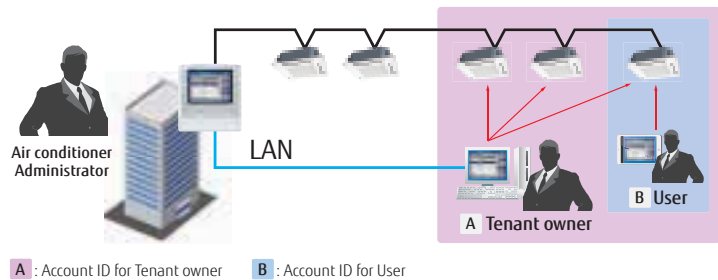 LAN
Air conditioner
Administrator
B User
A Tenant owner
A : Account ID for Tenant owner
B : Account ID for User